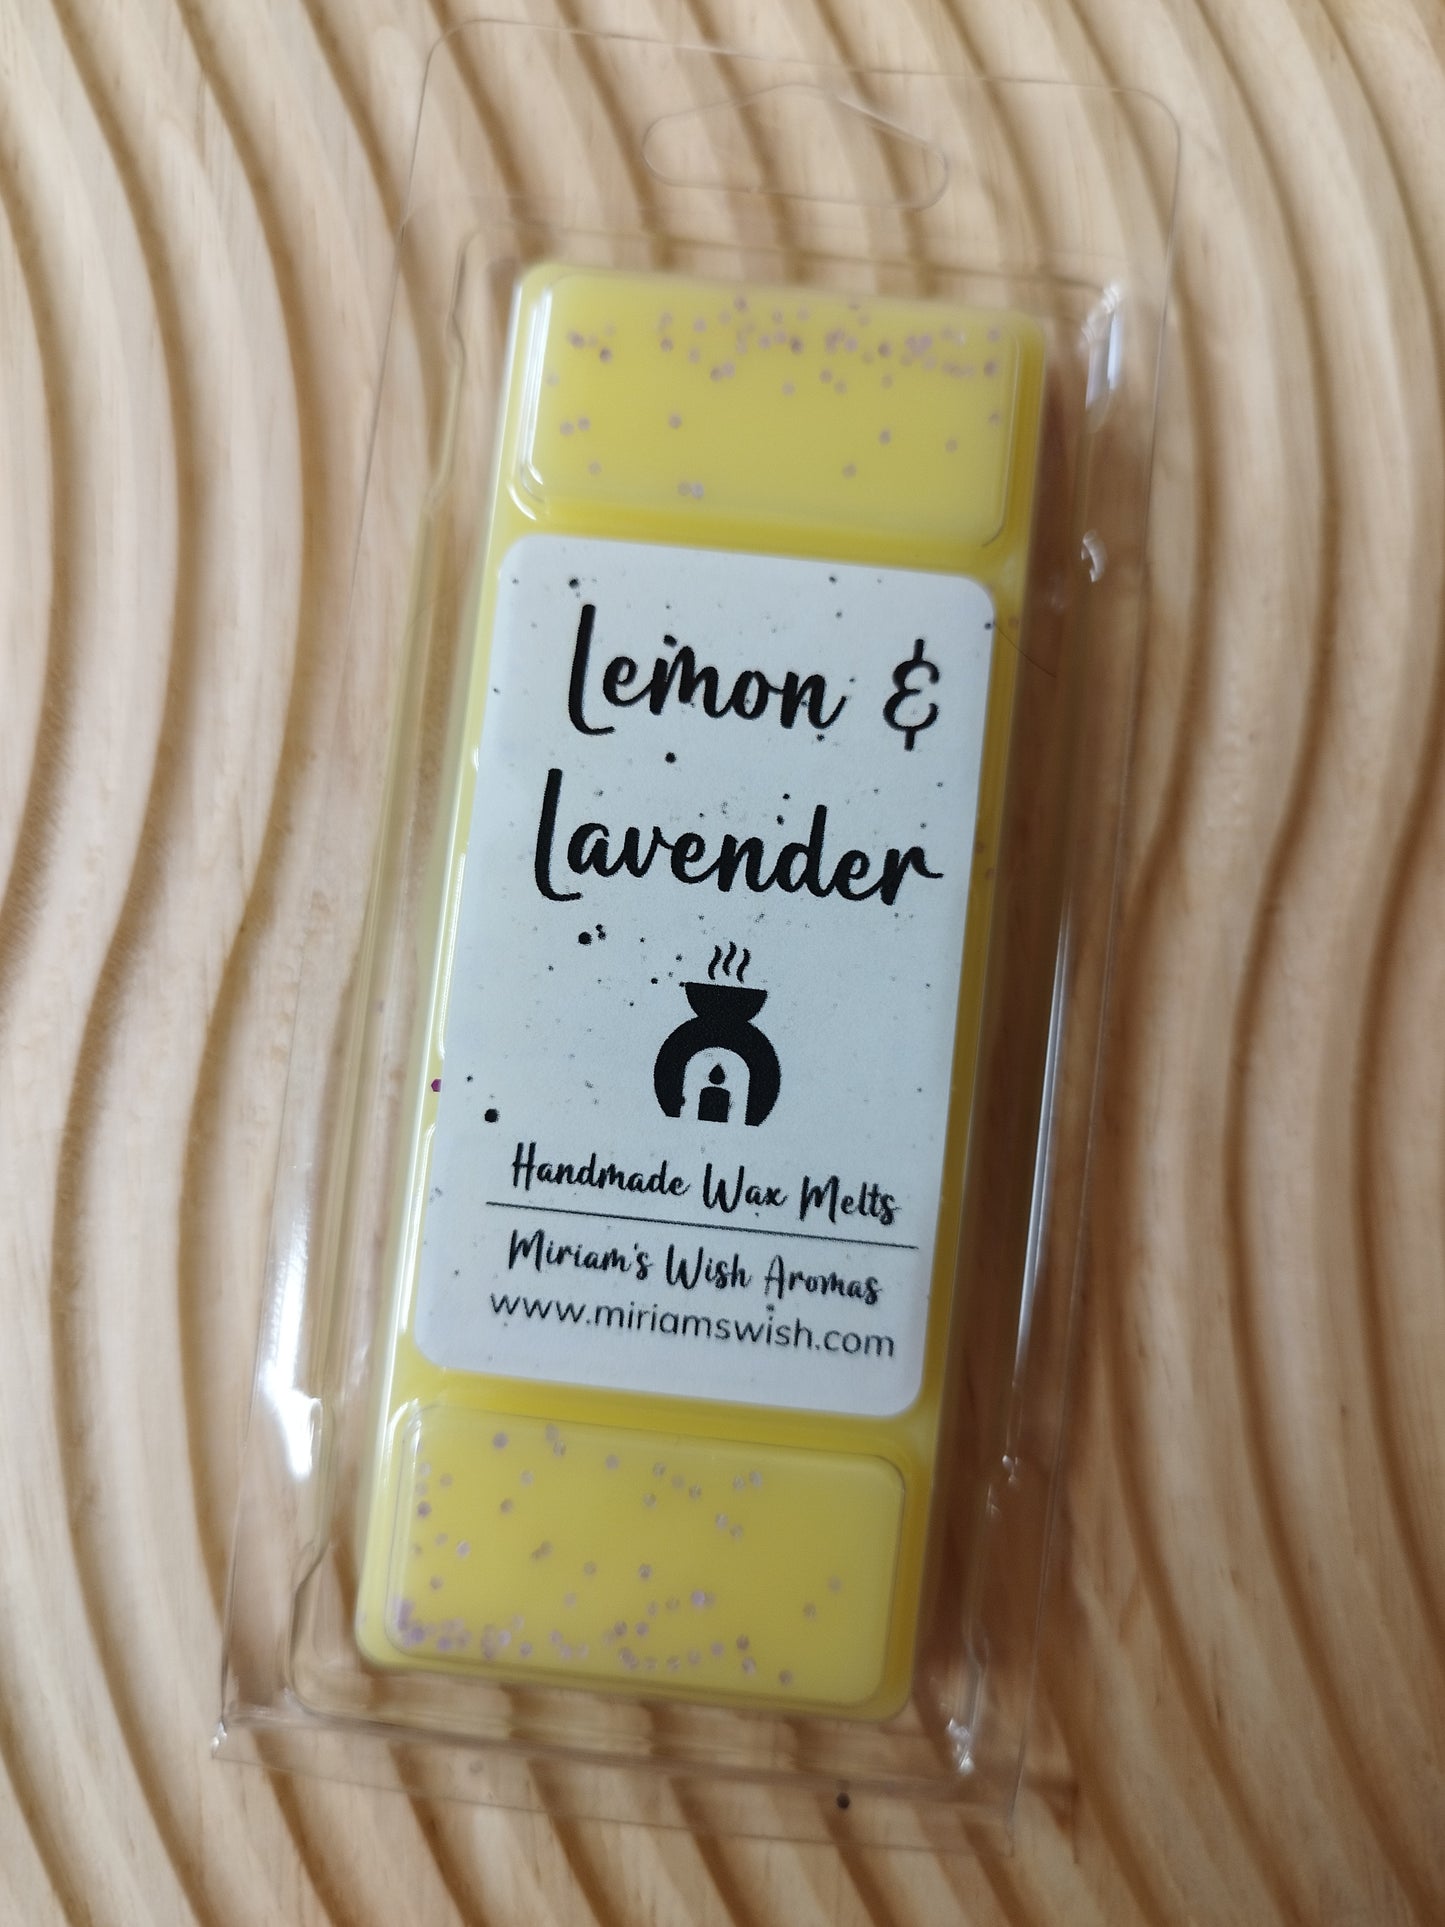 Lemon &
Lavender
Handmade Wax Melts
Miriam's Wish Aromas
www.miriamswish.com